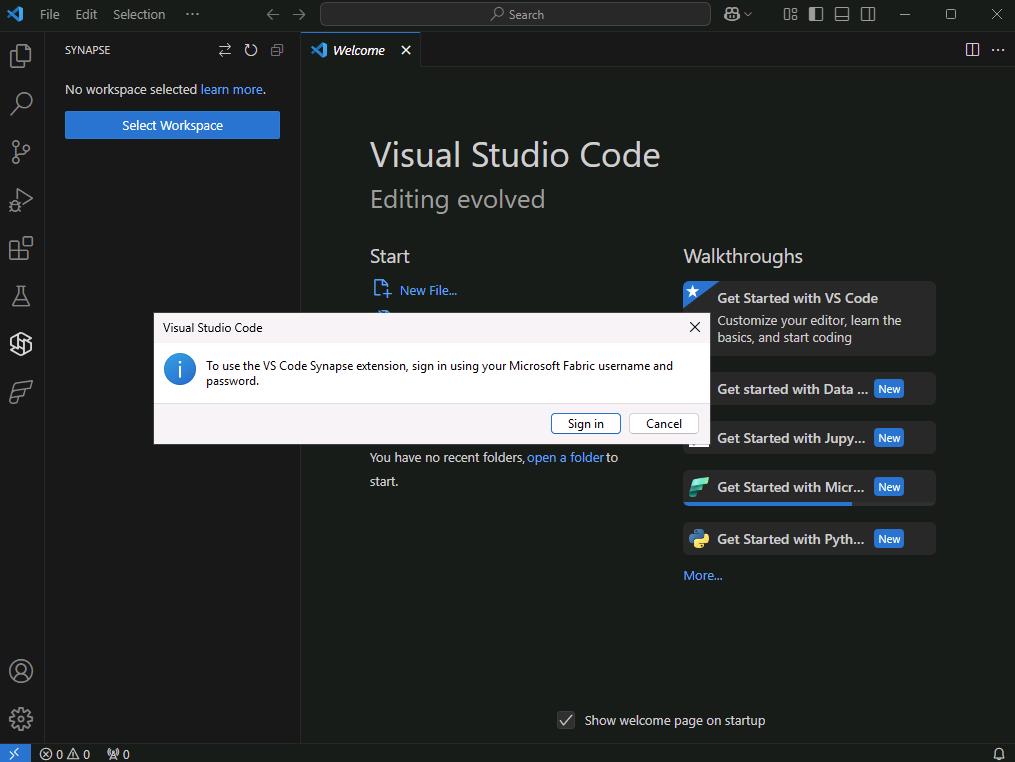 File Edit Selection ··· Search
SYNAPSE
Welcome
No workspace selected learn more.
Select Workspace
Visual Studio Code
Editing evolved
Start
New File...
Walkthroughs
Get Started with VS Code
Customize your editor, learn the
basics, and start coding
Get started with Data ... New
Get Started with Jupy... New
Get Started with Micr... New
Get Started with Pyth... New
More...
Visual Studio Code
To use the VS Code Synapse extension, sign in using your Microsoft Fabric username and
password.
Sign in Cancel
You have no recent folders, open a folder to
start.
Show welcome page on startup
0 0 0